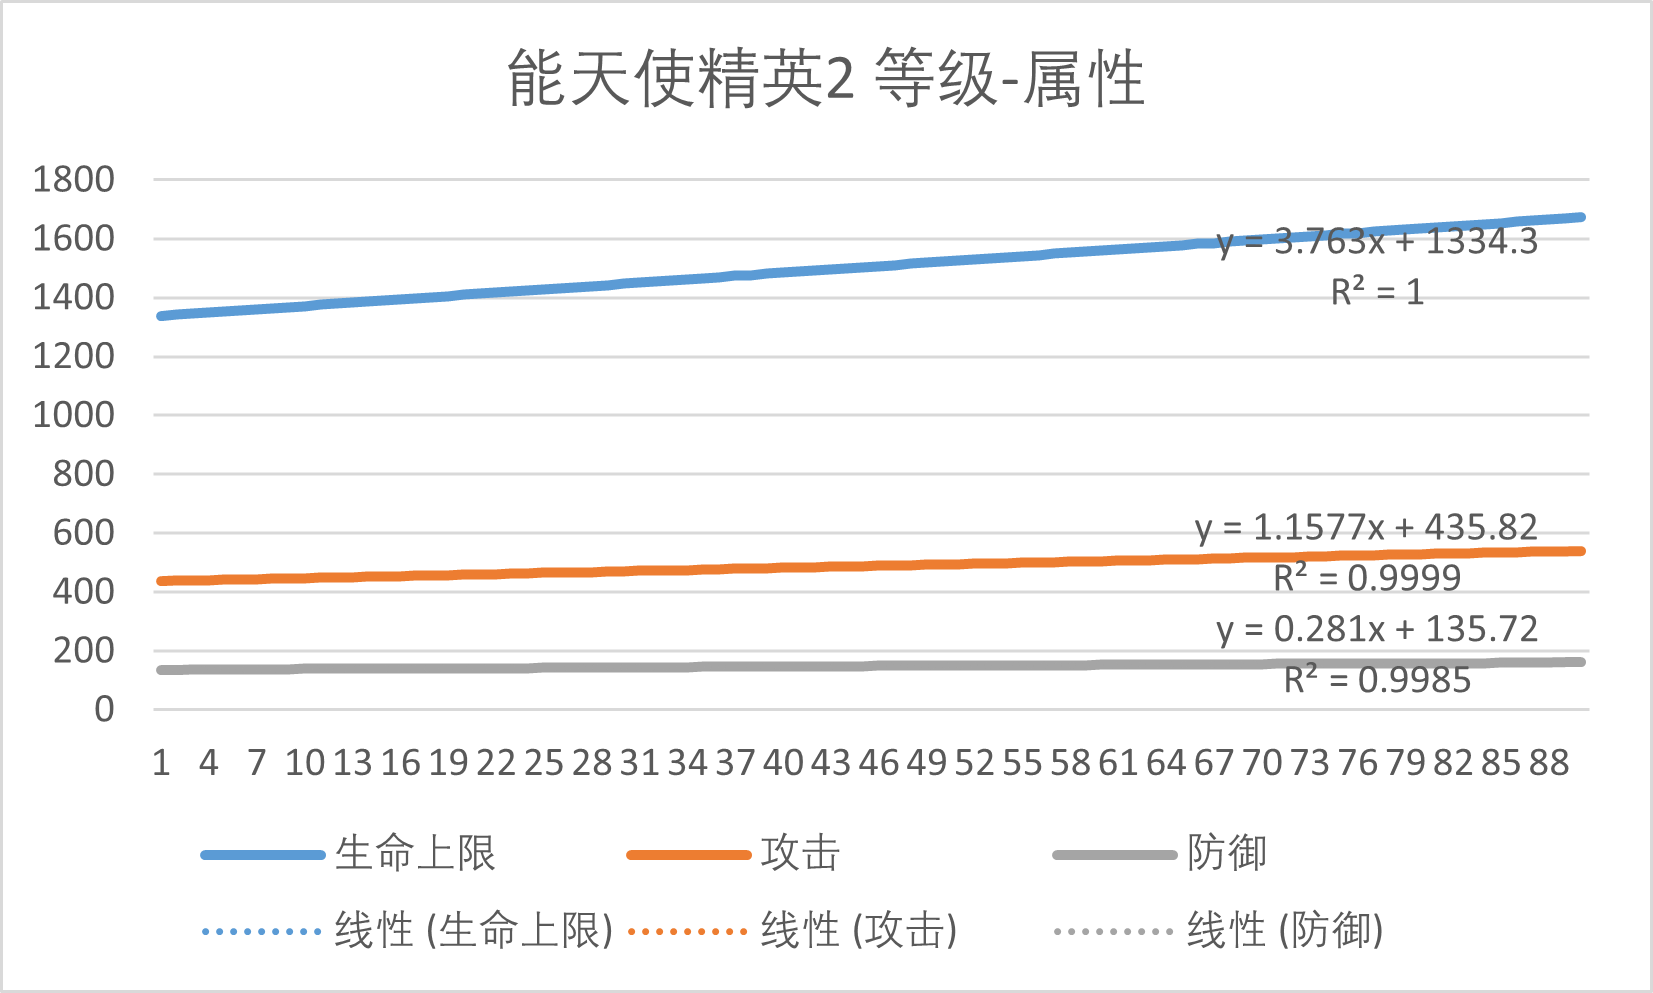 能天使精英2 等级-属性
1800
1600
1400
1200
1000
800
600
400
200
0
y = 3.763x + 1334.3
R² = 1
y = 1.1577x + 435.82
R² = 0.9999
y = 0.281x + 135.72
R² = 0.9985
1 4 7 10 13 16 19 22 25 28 31 34 37 40 43 46 49 52 55 58 61 64 67 70 73 76 79 82 85 88
生命上限 攻击 防御
线性 (生命上限) 线性 (攻击) 线性 (防御)